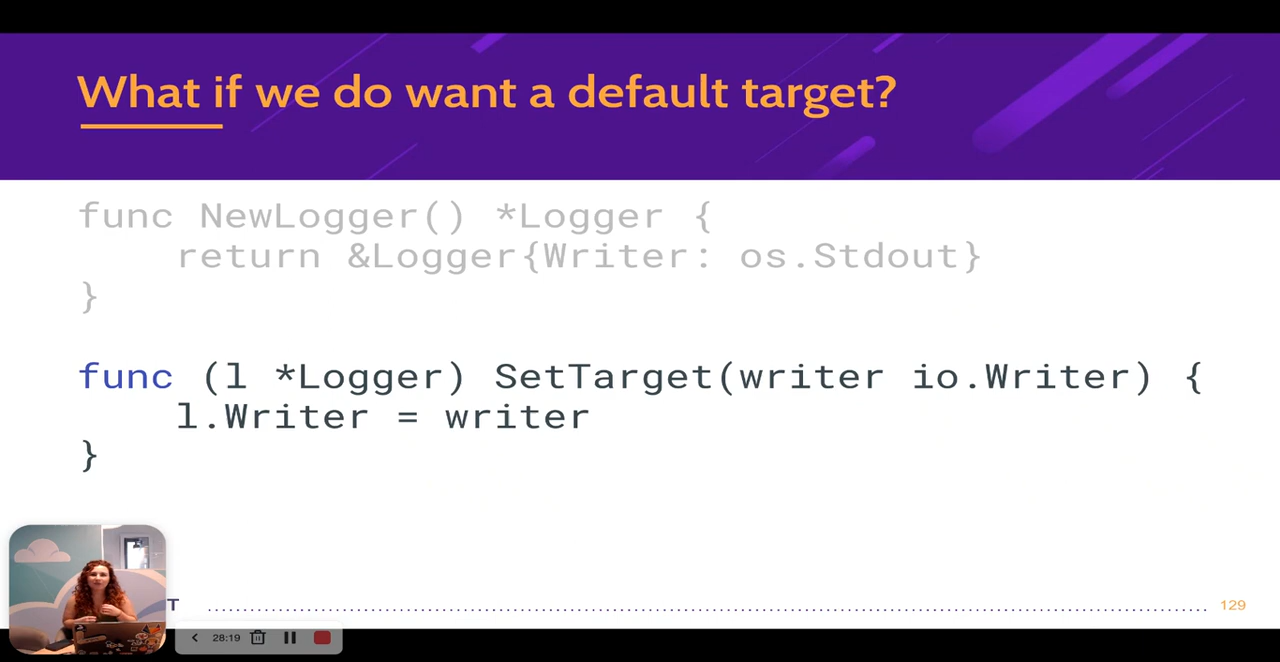 What if we do want a default target?
func NewLogger() *Logger {
return &Logger{Writer: os.Stdout}
}
func (l *Logger) SetTarget(writer io.Writer) {
l.Writer = writer
}
T
129
28:19